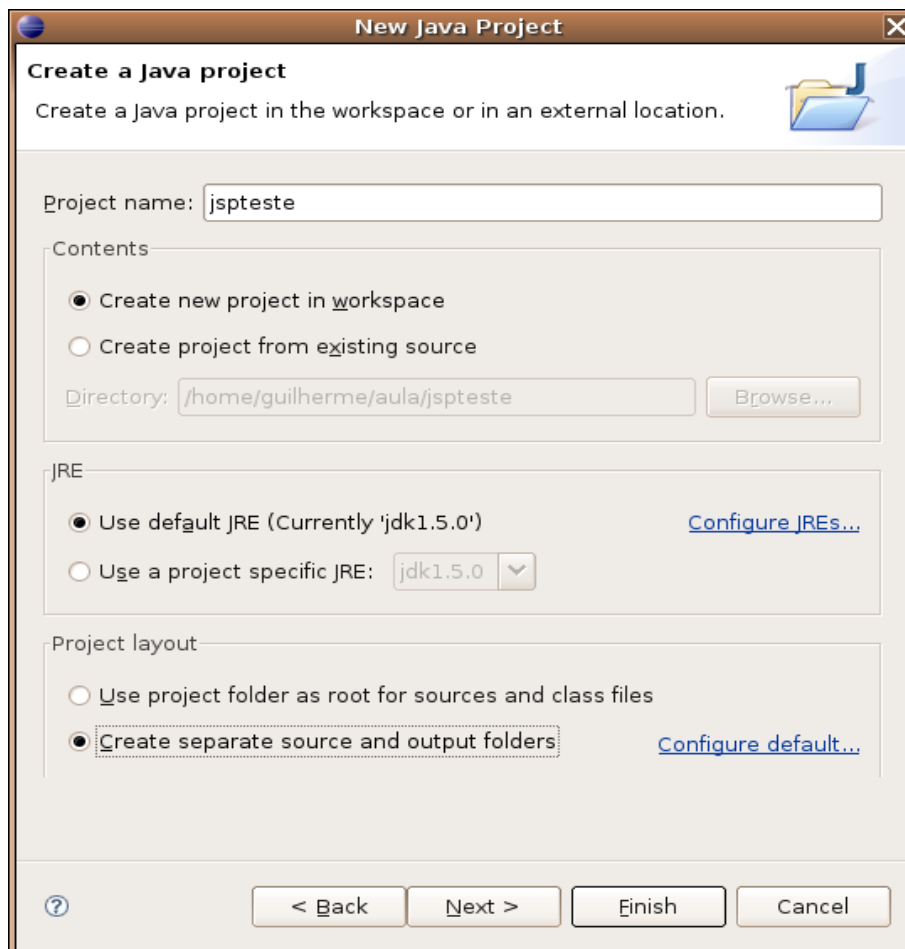 New Java Project
Create a Java project
Create a Java project in the workspace or in an external location.
Project name: jspteste
Contents
Create new project in workspace
Create project from existing source
Directory: /home/guilherme/aula/jspteste Browse...
JRE
Use default JRE (Currently 'jdk1.5.0') Configure JREs...
Use a project specific JRE: jdk1.5.0
Project layout
Use project folder as root for sources and class files
Create separate source and output folders Configure default...
? < Back Next > Finish Cancel